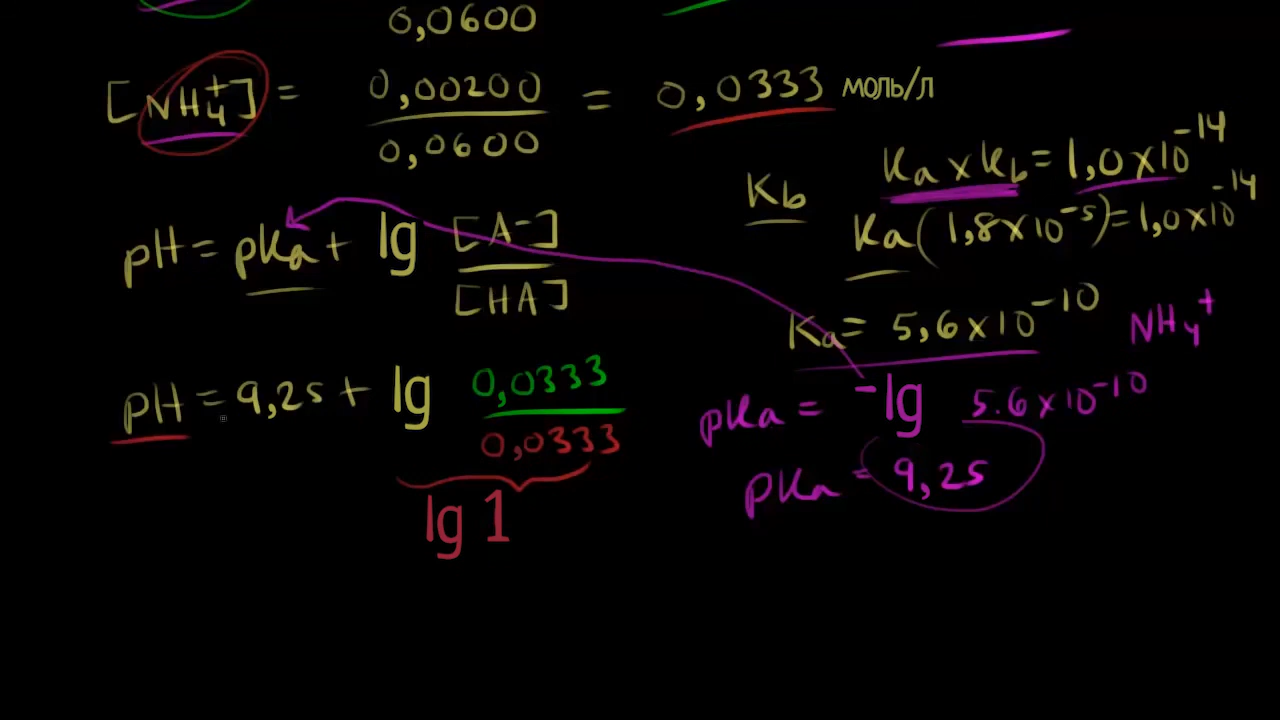 0,0600
[NH₄⁺] = 0,00200 / 0,0600 = 0,0333 моль/л
Kb Ka x Kb = 1,0 x 10⁻¹⁴
Ka (1,8 x 10⁻⁵) = 1,0 x 10⁻¹⁴
pH = pKa + lg [A⁻] / [HA]
Ka = 5,6 x 10⁻¹⁰ NH₄⁺
pH = 9,25 + lg 0,0333 / 0,0333
pKa = -lg 5.6 x 10⁻¹⁰
pKa = 9,25
lg 1